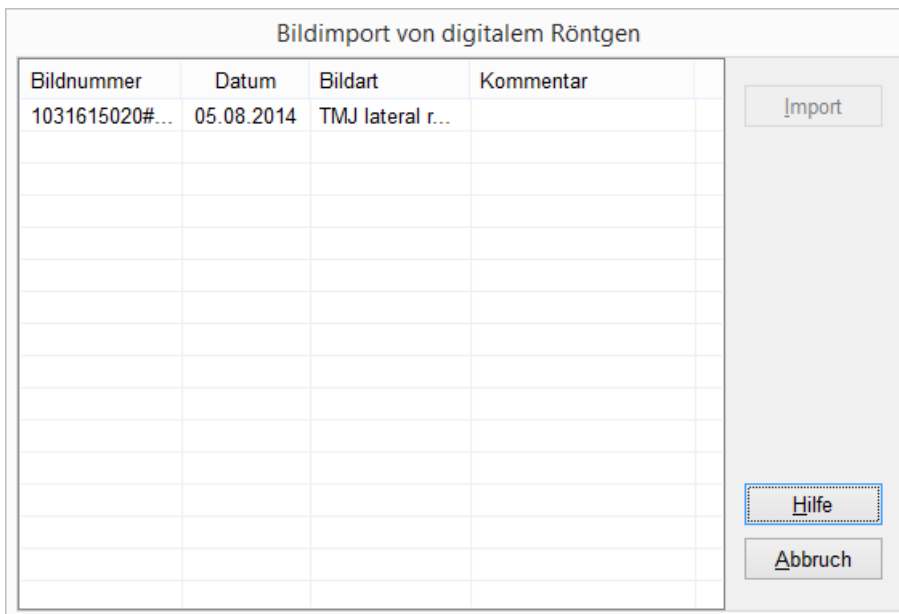 Bildimport von digitalem Röntgen
Bildnummer Datum Bildart Kommentar
1031615020#... 05.08.2014 TMJ lateral r...
Import
Hilfe
Abbruch